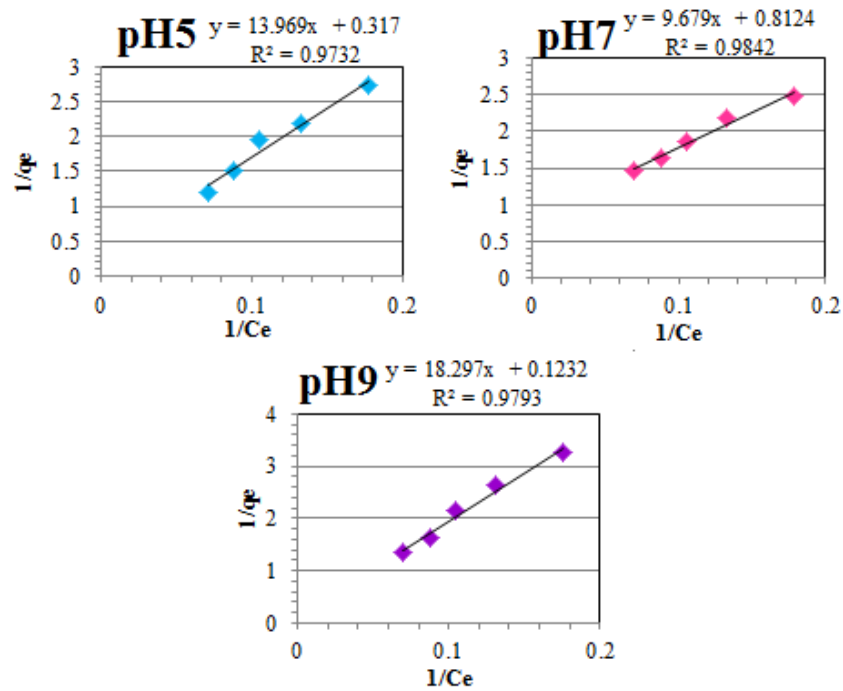 pH5 y = 13.969x + 0.317
R² = 0.9732
3
2.5
2
1.5
1
0.5
0
1/qe
0 0.1 0.2
1/Ce
pH7 y = 9.679x + 0.8124
R² = 0.9842
3
2.5
2
1.5
1
0.5
0
1/qe
0 0.1 0.2
1/Ce
pH9 y = 18.297x + 0.1232
R² = 0.9793
4
3
2
1
0
1/qe
0 0.1 0.2
1/Ce